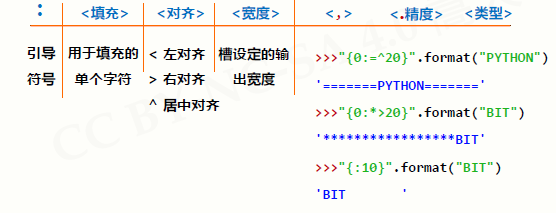 : <填充> <对齐> <宽度> <,> <.精度> <类型>
引导符号
用于填充的单个字符
< 左对齐
> 右对齐
^ 居中对齐
槽设定的输出宽度
>>>"{0:=^20}".format("PYTHON")
'=======PYTHON======='
>>>"{0:*>20}".format("BIT")
'*****************BIT'
>>>"{:10}".format("BIT")
'BIT       '